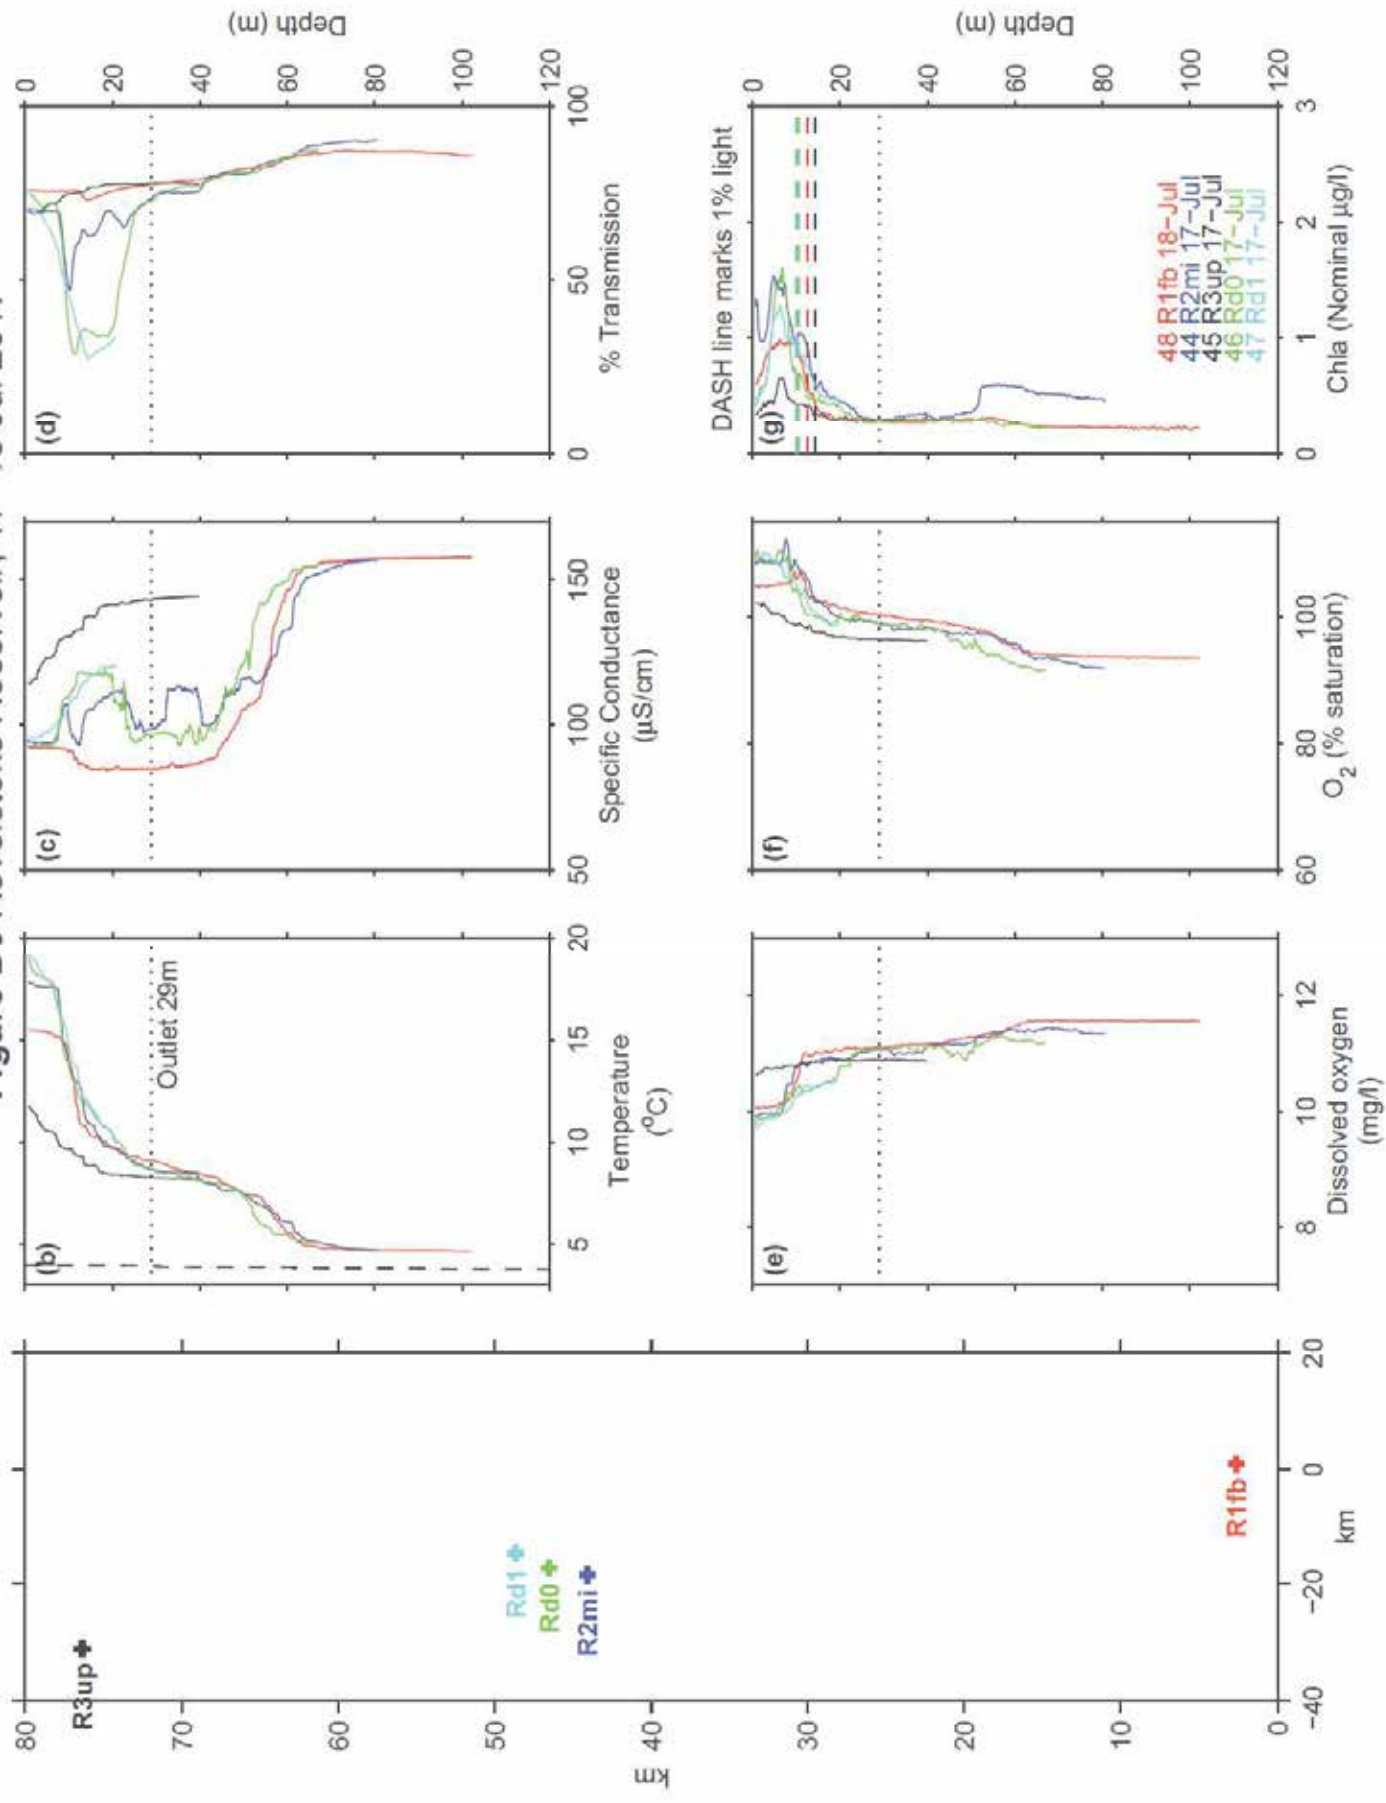 80
70
60
50
40
30
20
10
0
km
−40
−20
0
20
km
R3up
Rd1
Rd0
R2mi
R1fb
(b)
Outlet 29m
5
10
15
20
Temperature
(°C)
(c)
50
100
150
Specific Conductance
(µS/cm)
(d)
0
50
100
% Transmission
0
20
40
60
80
100
120
Depth (m)
(e)
8
10
12
Dissolved oxygen
(mg/l)
(f)
60
80
100
O2 (% saturation)
DASH line marks 1% light
(g)
48 R1fb 18−Jul
44 R2mi 17−Jul
45 R3up 17−Jul
46 Rd0 17−Jul
47 Rd1 17−Jul
0
1
2
3
Chla (Nominal µg/l)
0
20
40
60
80
100
120
Depth (m)